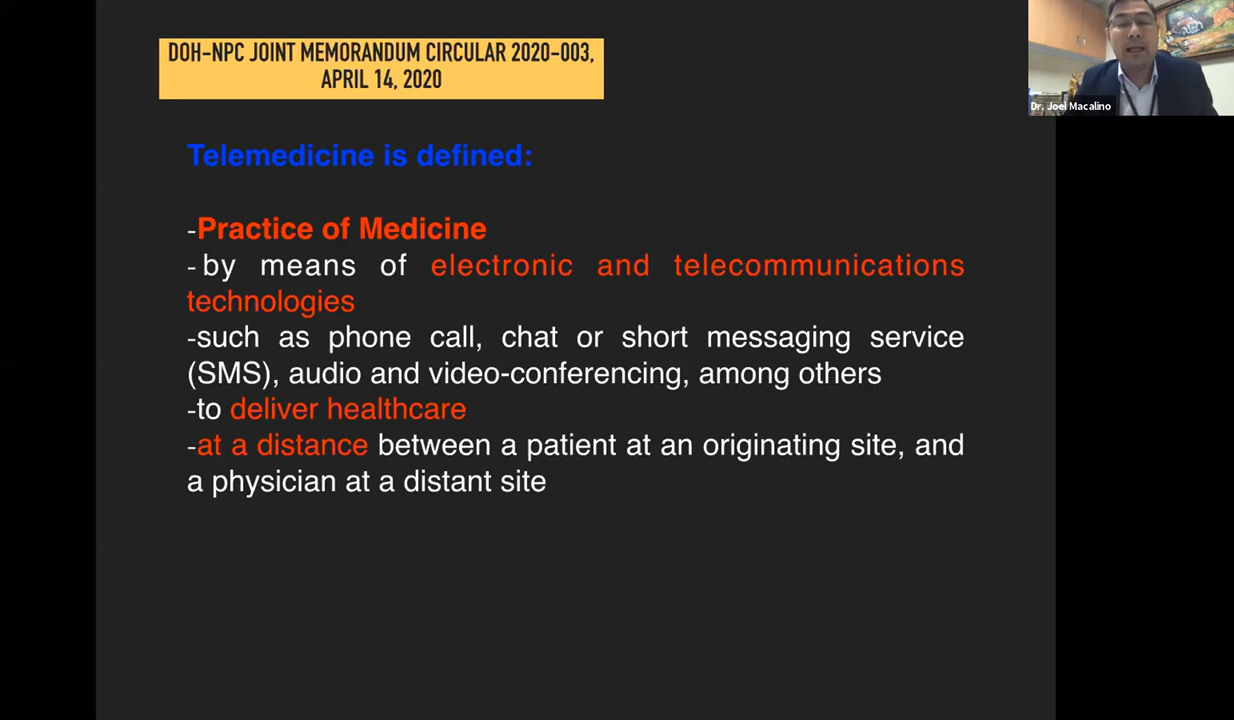 DOH-NPC JOINT MEMORANDUM CIRCULAR 2020-003,
APRIL 14, 2020
Dr. Joel Macalino
Telemedicine is defined:
-Practice of Medicine
- by means of electronic and telecommunications
technologies
-such as phone call, chat or short messaging service
(SMS), audio and video-conferencing, among others
-to deliver healthcare
-at a distance between a patient at an originating site, and
a physician at a distant site